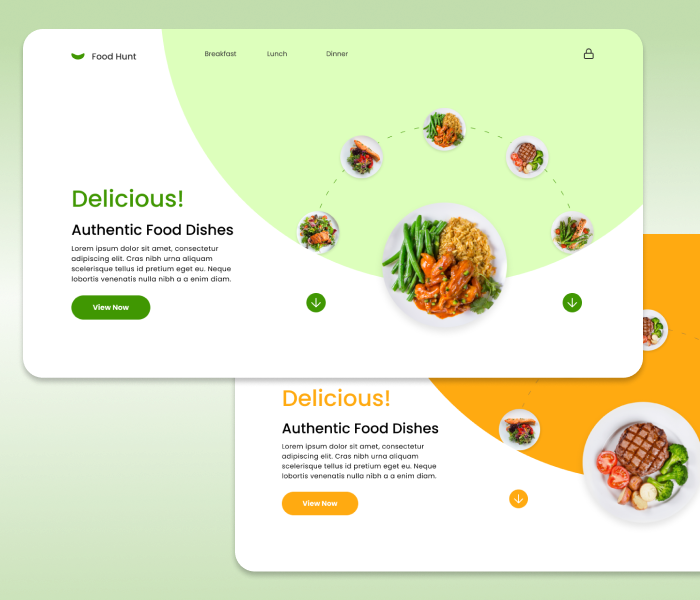 Food Hunt
Breakfast
Lunch
Dinner
Delicious!
Authentic Food Dishes
Lorem ipsum dolor sit amet, consectetur
adipiscing elit. Cras nibh urna aliquam
scelerisque tellus id pretium eget eu. Neque
lobortis venenatis nulla nibh a a enim diam.
View Now
Delicious!
Authentic Food Dishes
Lorem ipsum dolor sit amet, consectetur
adipiscing elit. Cras nibh urna aliquam
scelerisque tellus id pretium eget eu. Neque
lobortis venenatis nulla nibh a a enim diam.
View Now